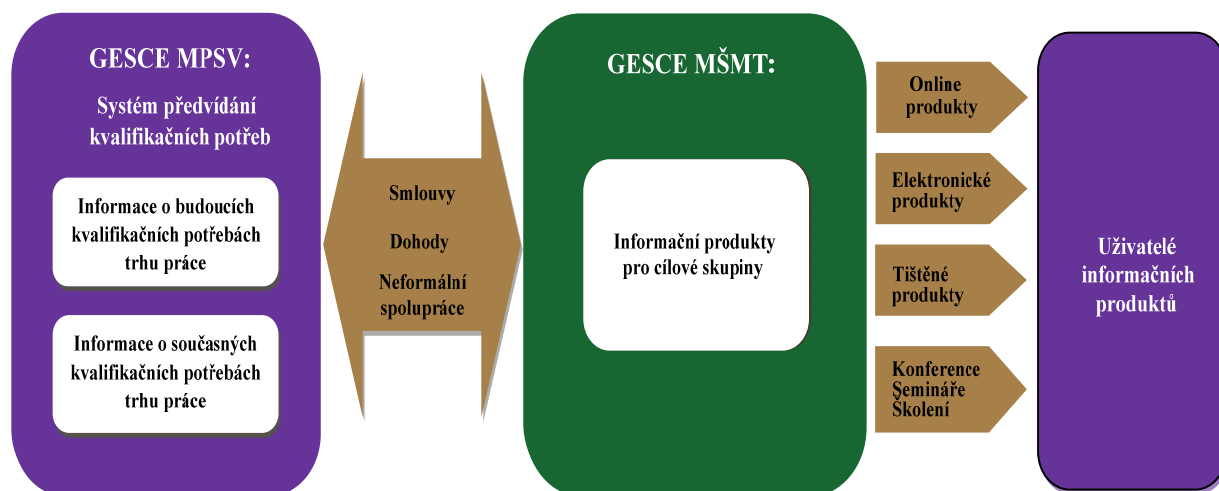 GESCE MPSV:
Systém předvídání
kvalifikačních potřeb
Informace o budoucích
kvalifikačních potřebách
trhu práce
Informace o současných
kvalifikačních potřebách
trhu práce
Smlouvy
Dohody
Neformální
spolupráce
GESCE MŠMT:
Informační produkty
pro cílové skupiny
Online
produkty
Elektronické
produkty
Tištěné
produkty
Konference
Semináře
Školení
Uživatelé
informačních
produktů